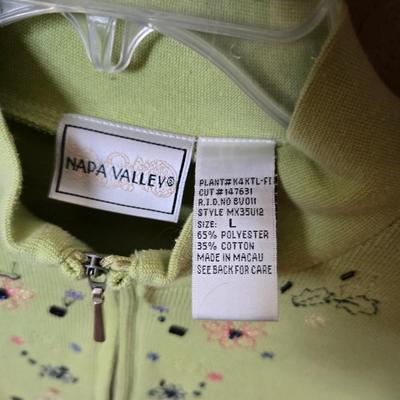 NAPA VALLEY®
PLANT# K4KTL-FI
CUT #147631
R.I.D.NO BV011
STYLE MX35U12
SIZE: L
65% POLYESTER
35% COTTON
MADE IN MACAU
SEE BACK FOR CARE